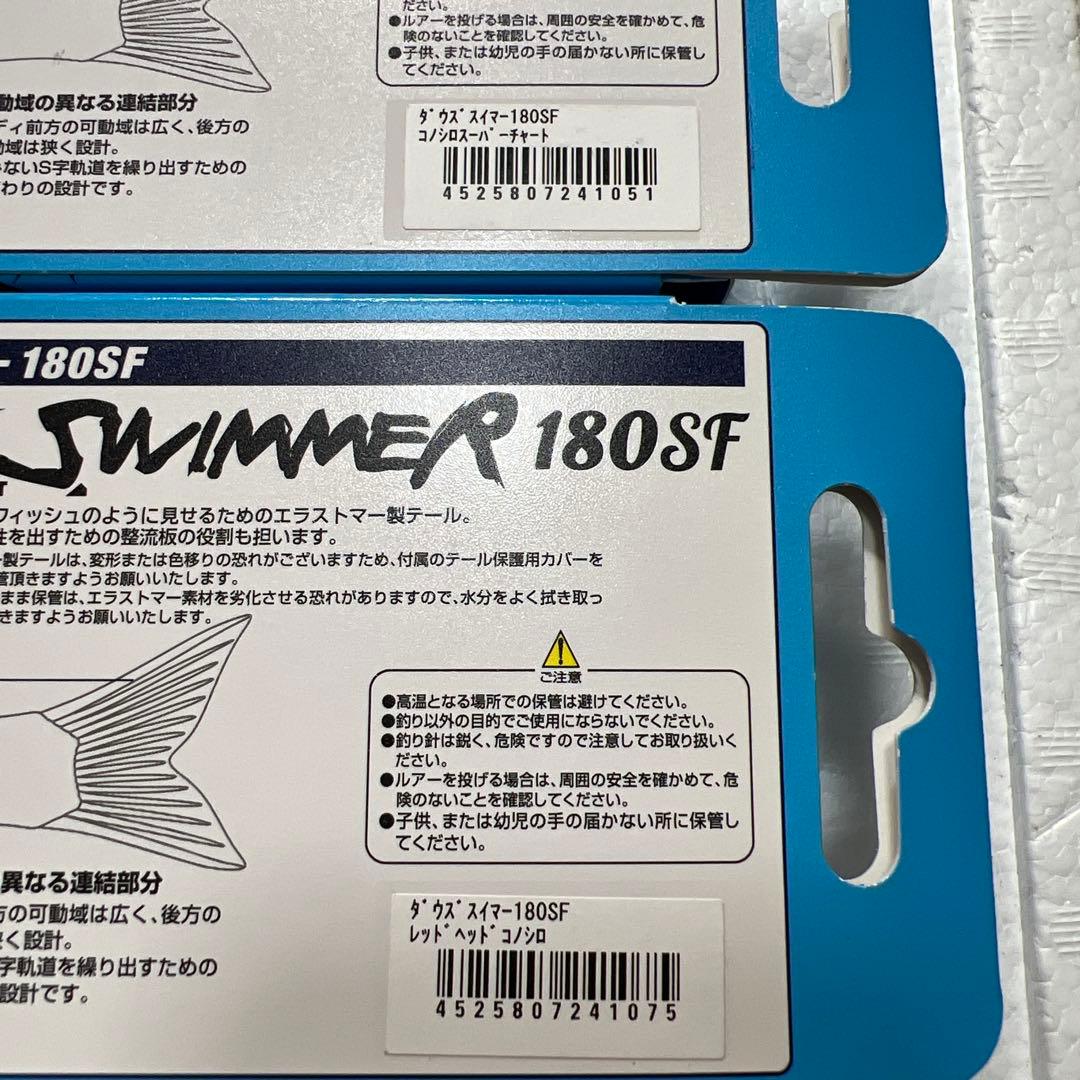 ださい。
●ルアーを投げる場合は、周囲の安全を確かめて、危
険のないことを確認してください。
●子供、または幼児の手の届かない所に保管し
てください。
動域の異なる連結部分
ディ前方の可動域は広く、後方の
動域は狭く設計。
ないS字軌道を繰り出すための
わりの設計です。
ﾀﾞｳｽﾞｽｲﾏｰ180SF
ｺﾉｼﾛｽｰﾊﾟｰﾁｬｰﾄ
4525807241051
ー 180SF
SWIMMER 180SF
フィッシュのように見せるためのエラストマー製テール。
性を出すための整流板の役割も担います。
製テールは、変形または色移りの恐れがございますため、付属のテール保護用カバーを
管頂きますようお願いいたします。
まま保管は、エラストマー素材を劣化させる恐れがありますので、水分をよく拭き取っ
きますようお願いいたします。
ご注意
●高温となる場所での保管は避けてください。
●釣り以外の目的でご使用にならないでください。
●釣り針は鋭く、危険ですので注意してお取り扱いく
ださい。
●ルアーを投げる場合は、周囲の安全を確かめて、危
険のないことを確認してください。
●子供、または幼児の手の届かない所に保管し
てください。
異なる連結部分
方の可動域は広く、後方の
狭く設計。
字軌道を繰り出すための
設計です。
ﾀﾞｳｽﾞｽｲﾏｰ180SF
ﾚｯﾄﾞﾍｯﾄﾞｺﾉｼﾛ
4525807241075